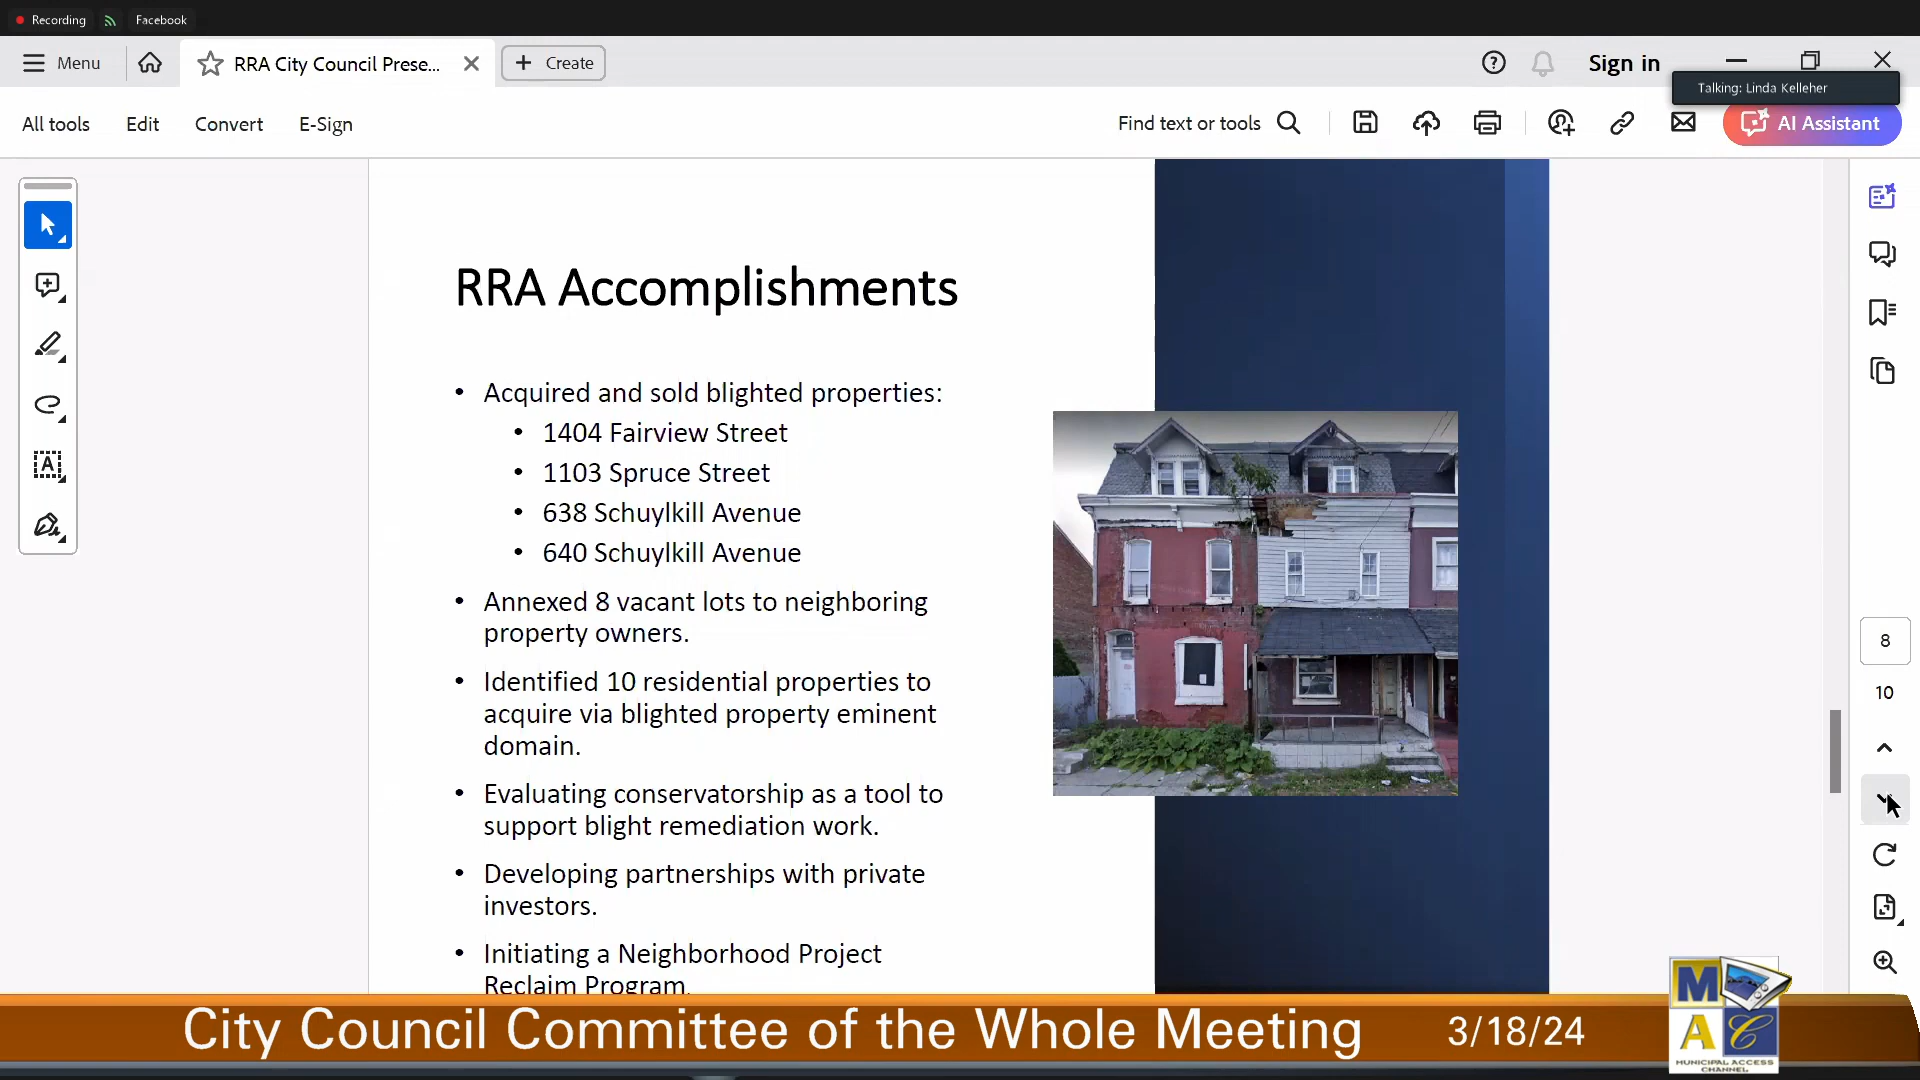 Recording
Facebook
Menu
RRA City Council Prese...
Create
Sign in
Talking: Linda Kelleher
All tools
Edit
Convert
E-Sign
Find text or tools
AI Assistant
RRA Accomplishments
• Acquired and sold blighted properties:
• 1404 Fairview Street
• 1103 Spruce Street
• 638 Schuylkill Avenue
• 640 Schuylkill Avenue
• Annexed 8 vacant lots to neighboring
property owners.
• Identified 10 residential properties to
acquire via blighted property eminent
domain.
• Evaluating conservatorship as a tool to
support blight remediation work.
• Developing partnerships with private
investors.
• Initiating a Neighborhood Project
Reclaim Program.
8
10
City Council Committee of the Whole Meeting
3/18/24
MAC
MUNICIPAL ACCESS
CHANNEL